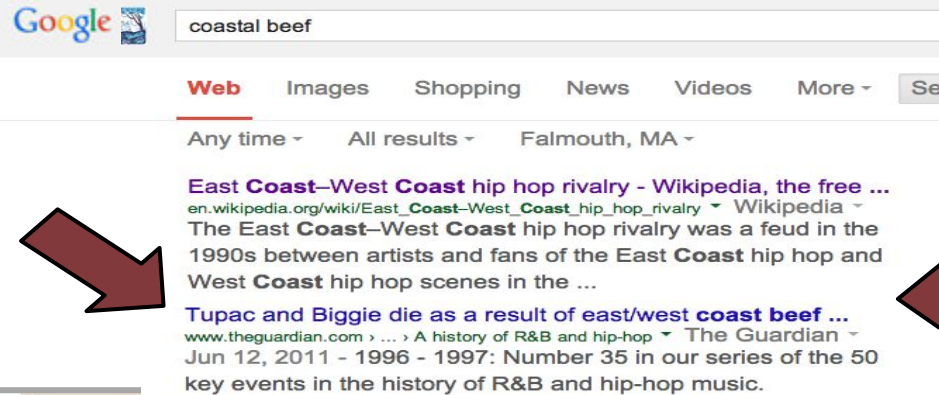 Google
coastal beef
Web Images Shopping News Videos More Se
Any time All results Falmouth, MA
East Coast–West Coast hip hop rivalry - Wikipedia, the free ...
en.wikipedia.org/wiki/East_Coast–West_Coast_hip_hop_rivalry Wikipedia
The East Coast–West Coast hip hop rivalry was a feud in the
1990s between artists and fans of the East Coast hip hop and
West Coast hip hop scenes in the ...
Tupac and Biggie die as a result of east/west coast beef ...
www.theguardian.com › ... › A history of R&B and hip-hop The Guardian
Jun 12, 2011 - 1996 - 1997: Number 35 in our series of the 50
key events in the history of R&B and hip-hop music.